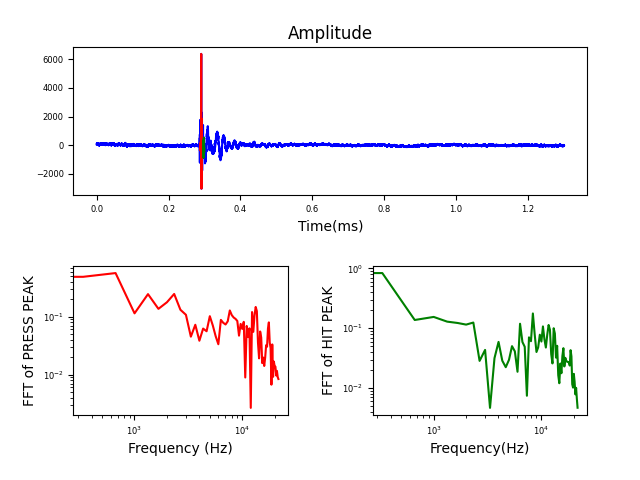 Amplitude
6000
4000
2000
0
−2000
0.0 0.2 0.4 0.6 0.8 1.0 1.2
Time(ms)
FFT of PRESS PEAK
10⁻¹
10⁻²
10³ 10⁴
Frequency (Hz)
FFT of HIT PEAK
10⁰
10⁻¹
10⁻²
10³ 10⁴
Frequency(Hz)